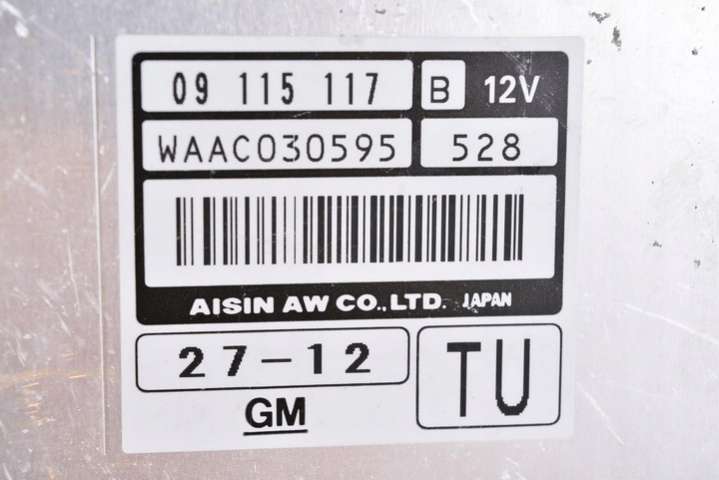 09 115 117 B 12V
WAAC030595 528
AISIN AW CO.,LTD. JAPAN
27-12 TU
GM